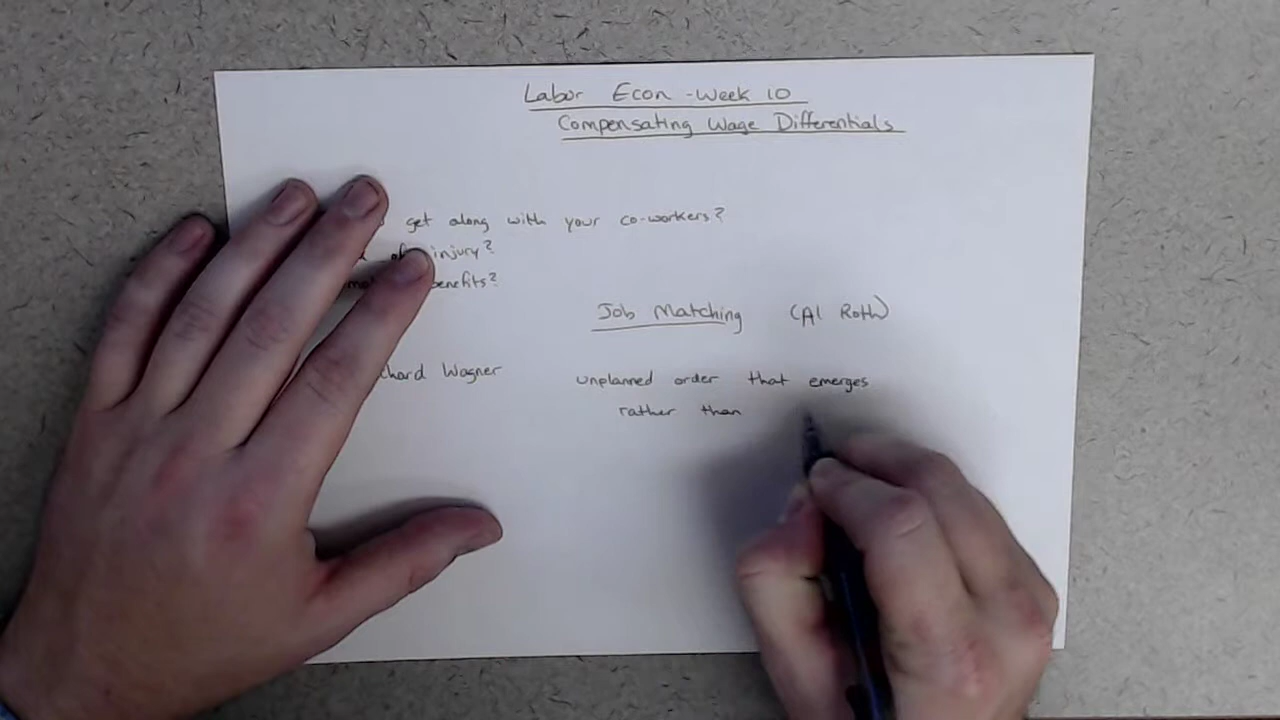 Labor Econ - Week 10
Compensating Wage Differentials
get along with your co-workers?
of injury?
benefits?
Job Matching (Al Roth)
Wagner
unplanned order that emerges
rather than